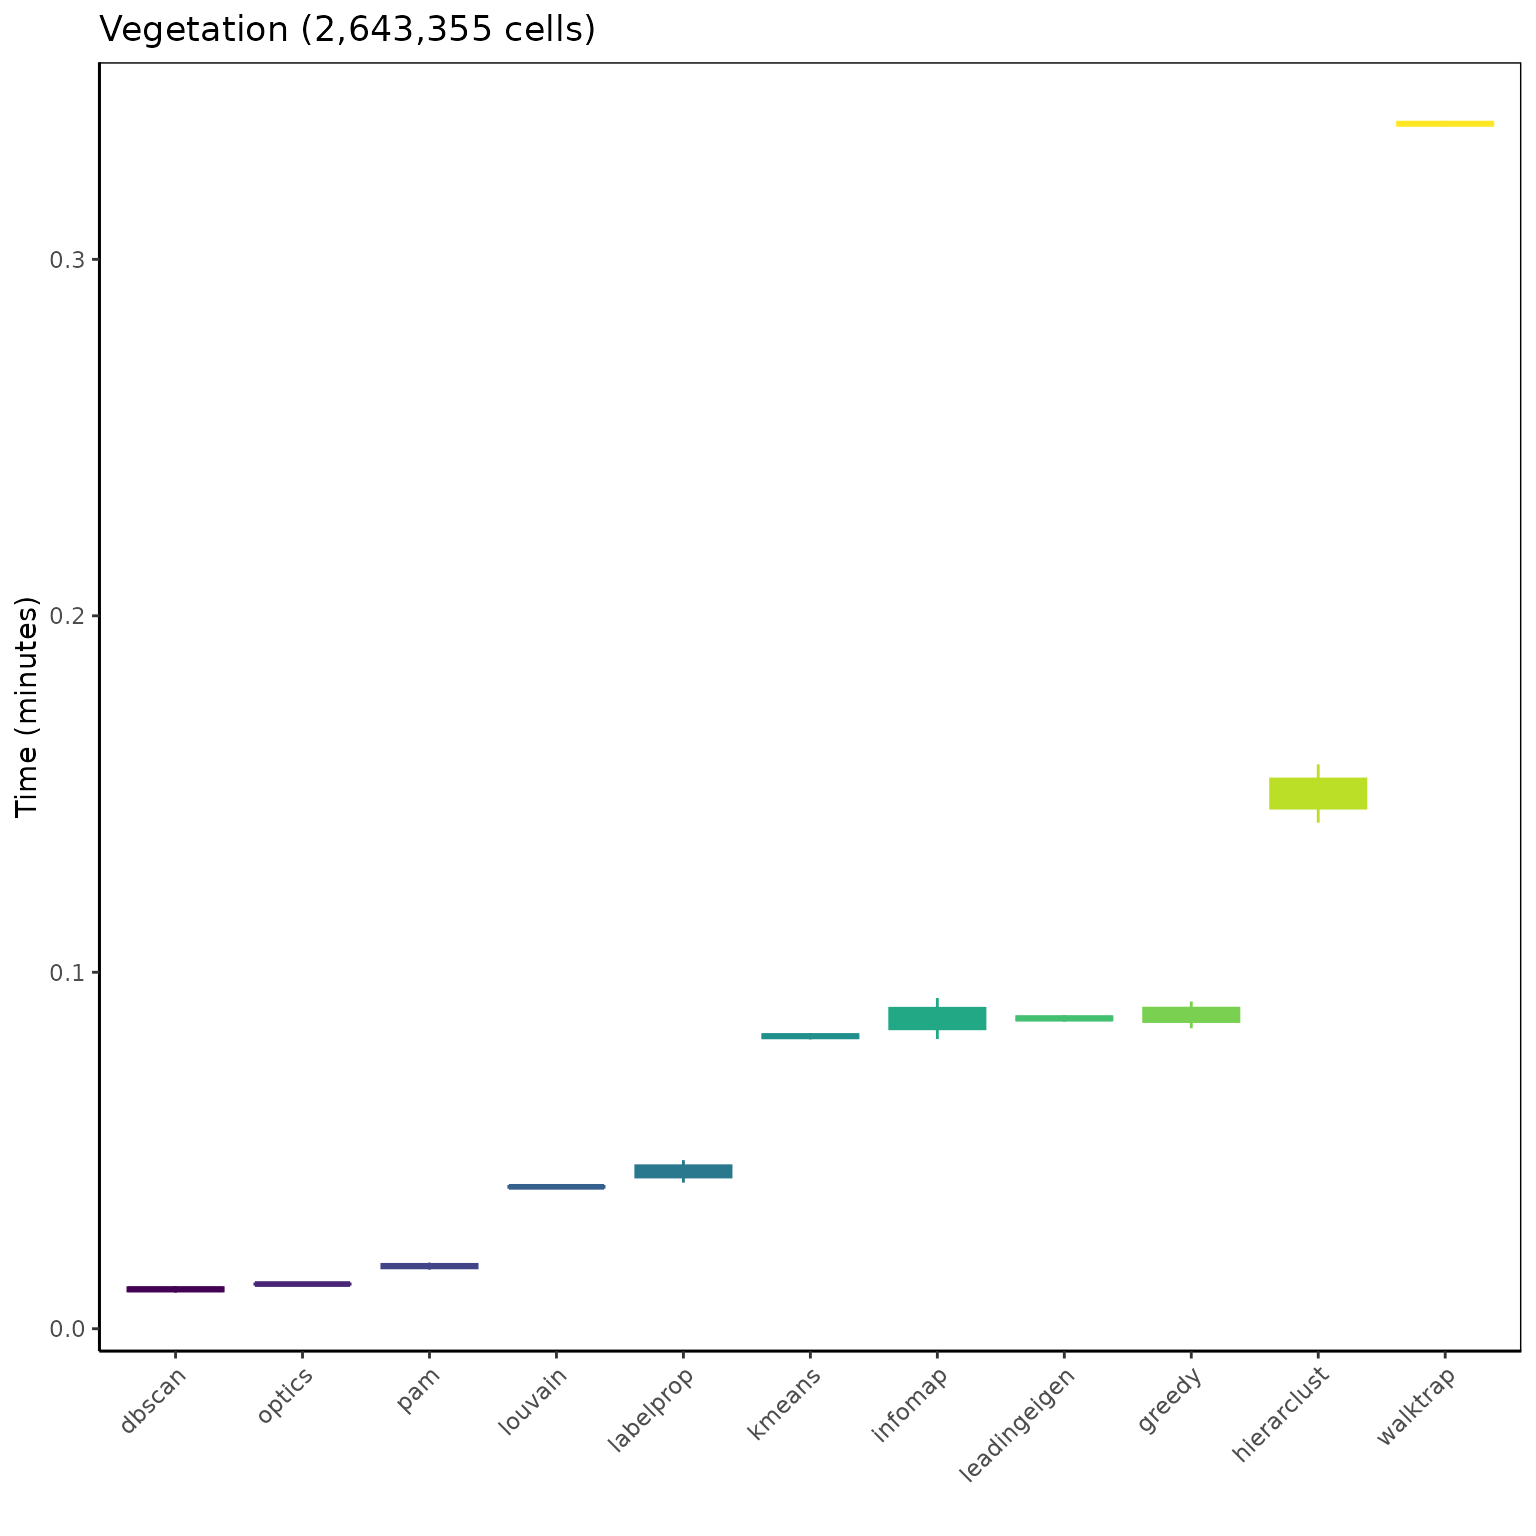 Vegetation (2,643,355 cells)
Time (minutes)
0.3
0.2
0.1
0.0
dbscan
optics
pam
louvain
labelprop
kmeans
infomap
leadingeigen
greedy
hierarclust
walktrap